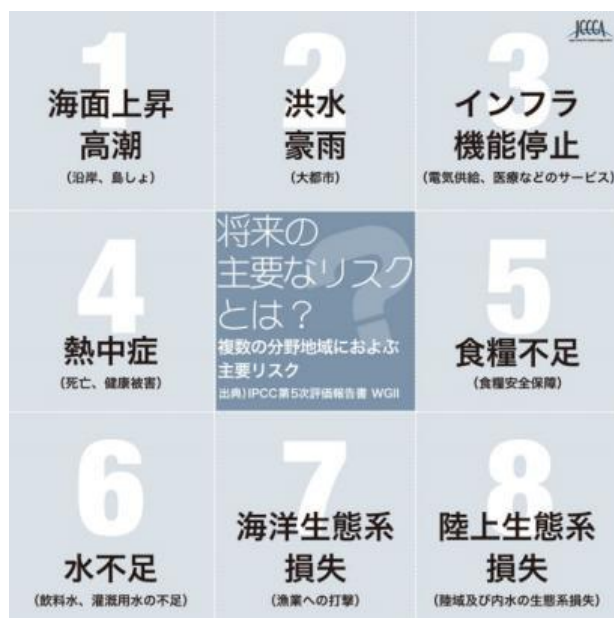 1
海面上昇
高潮
(沿岸、島しょ)
2
洪水
豪雨
(大都市)
JCCCA
3
インフラ
機能停止
(電気供給、医療などのサービス)
4
熱中症
(死亡、健康被害)
将来の
主要なリスク
とは？
複数の分野地域におよぶ
主要リスク
出典) IPCC第5次評価報告書 WGII
5
食糧不足
(食糧安全保障)
6
水不足
(飲料水、灌漑用水の不足)
7
海洋生態系
損失
(漁業への打撃)
8
陸上生態系
損失
(陸域及び内水の生態系損失)